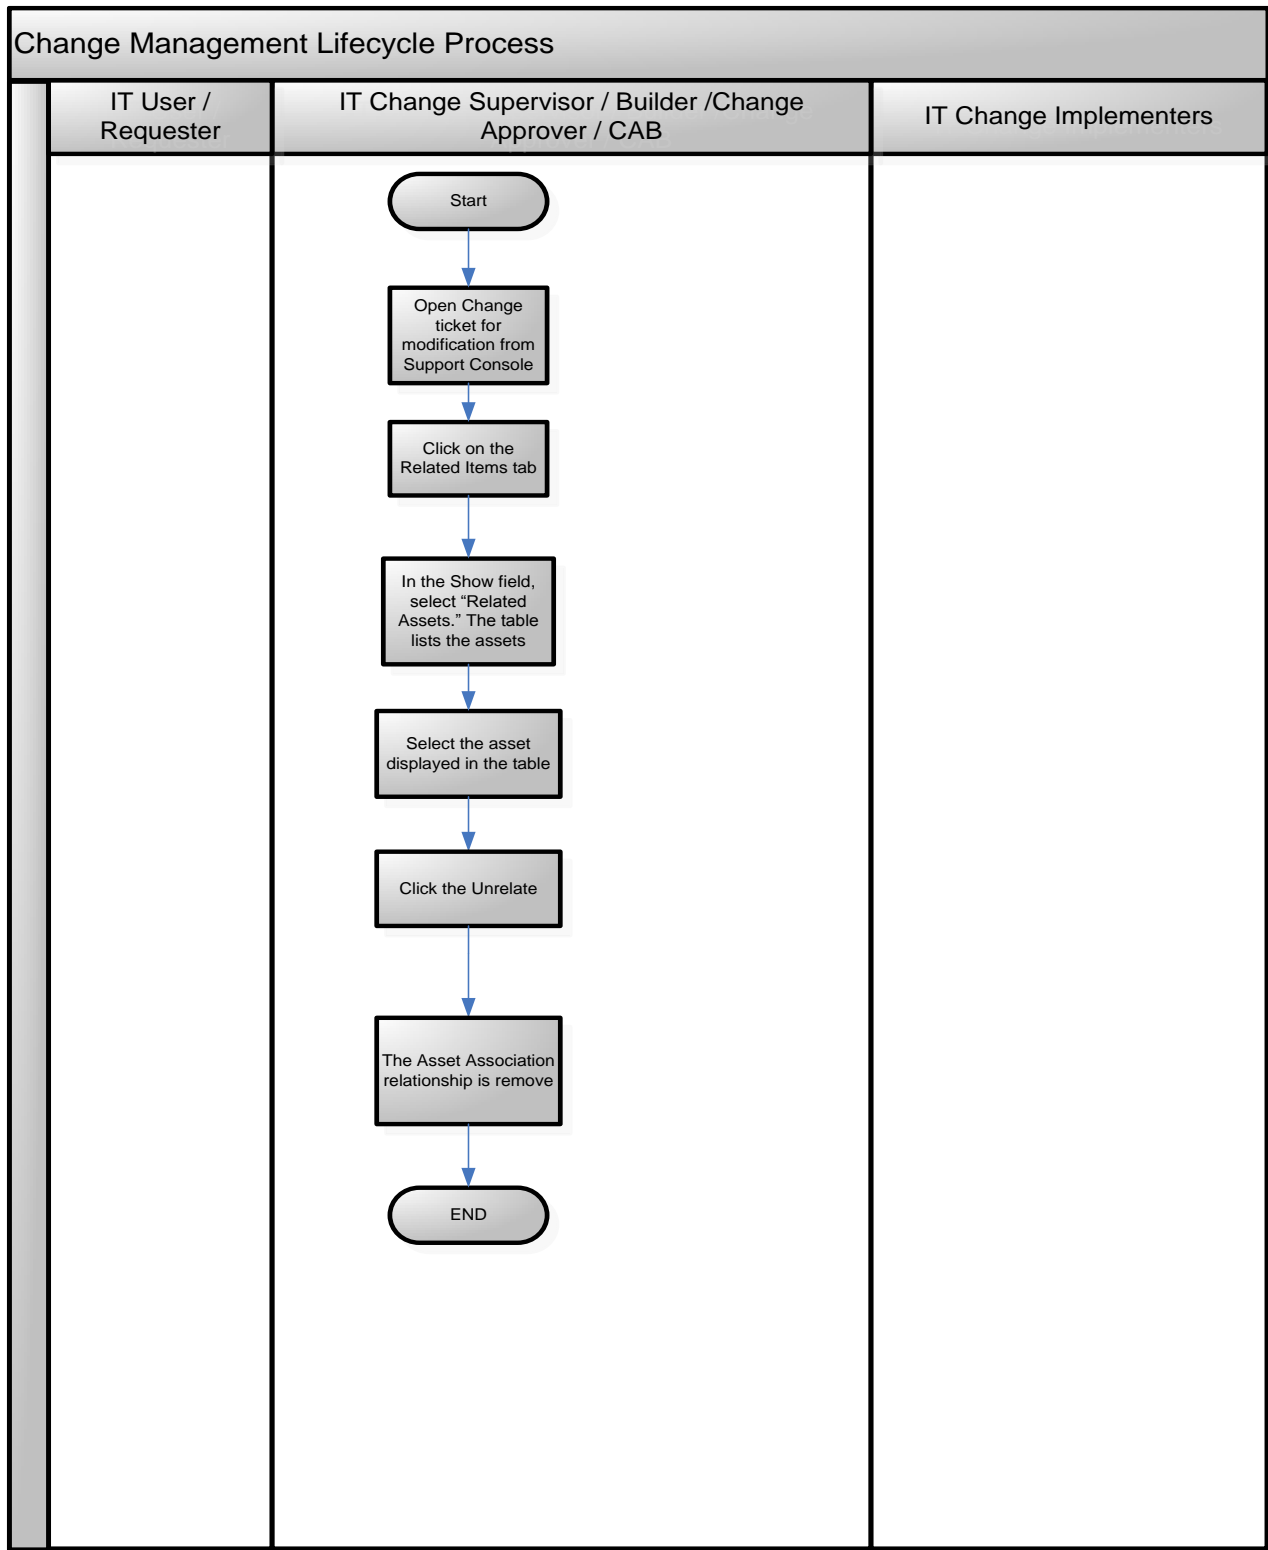 Change Management Lifecycle Process
IT User /
Requester
IT Change Supervisor / Builder /Change
Approver / CAB
IT Change Implementers
Start
Open Change
ticket for
modification from
Support Console
Click on the
Related Items tab
In the Show field,
select “Related
Assets.” The table
lists the assets
Select the asset
displayed in the table
Click the Unrelate
The Asset Association
relationship is remove
END